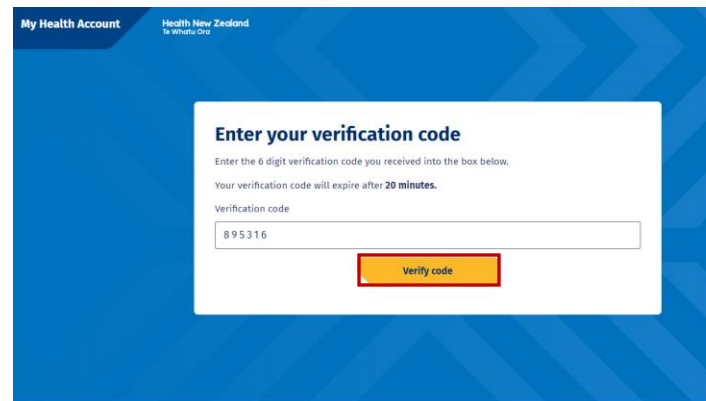 My Health Account
Health New Zealand
Te Whatu Ora
Enter your verification code
Enter the 6 digit verification code you received into the box below.
Your verification code will expire after 20 minutes.
Verification code
895316
Verify code